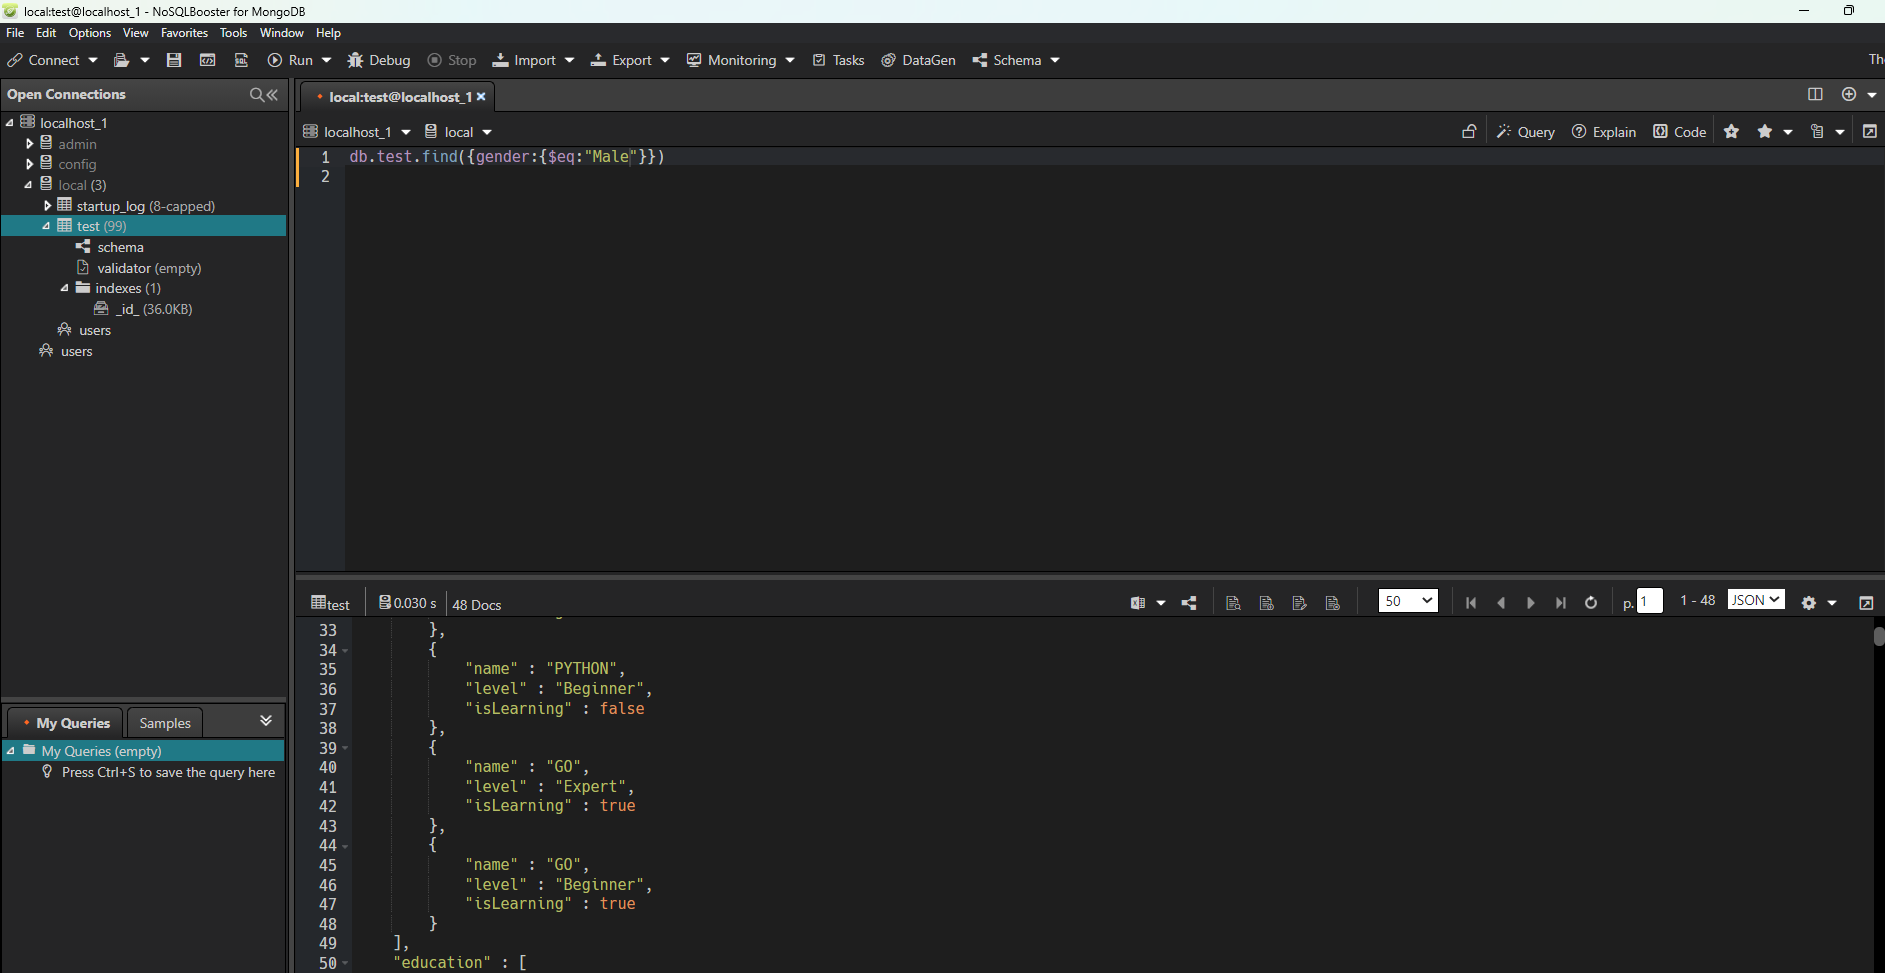 local:test@localhost_1 - NoSQLBooster for MongoDB
File Edit Options View Favorites Tools Window Help
Connect Run Debug Stop Import Export Monitoring Tasks DataGen Schema
Open Connections
localhost_1
admin
config
local (3)
startup_log (8-capped)
test (99)
schema
validator (empty)
indexes (1)
_id_ (36.0KB)
users
users
My Queries Samples
My Queries (empty)
Press Ctrl+S to save the query here
local:test@localhost_1
localhost_1 local Query Explain Code
1 db.test.find({gender:{$eq:"Male"}})
2
test 0.030 s 48 Docs 50 p. 1 1 - 48 JSON
33 },
34 {
35 "name" : "PYTHON",
36 "level" : "Beginner",
37 "isLearning" : false
38 },
39 {
40 "name" : "GO",
41 "level" : "Expert",
42 "isLearning" : true
43 },
44 {
45 "name" : "GO",
46 "level" : "Beginner",
47 "isLearning" : true
48 }
49 ],
50 "education" : [